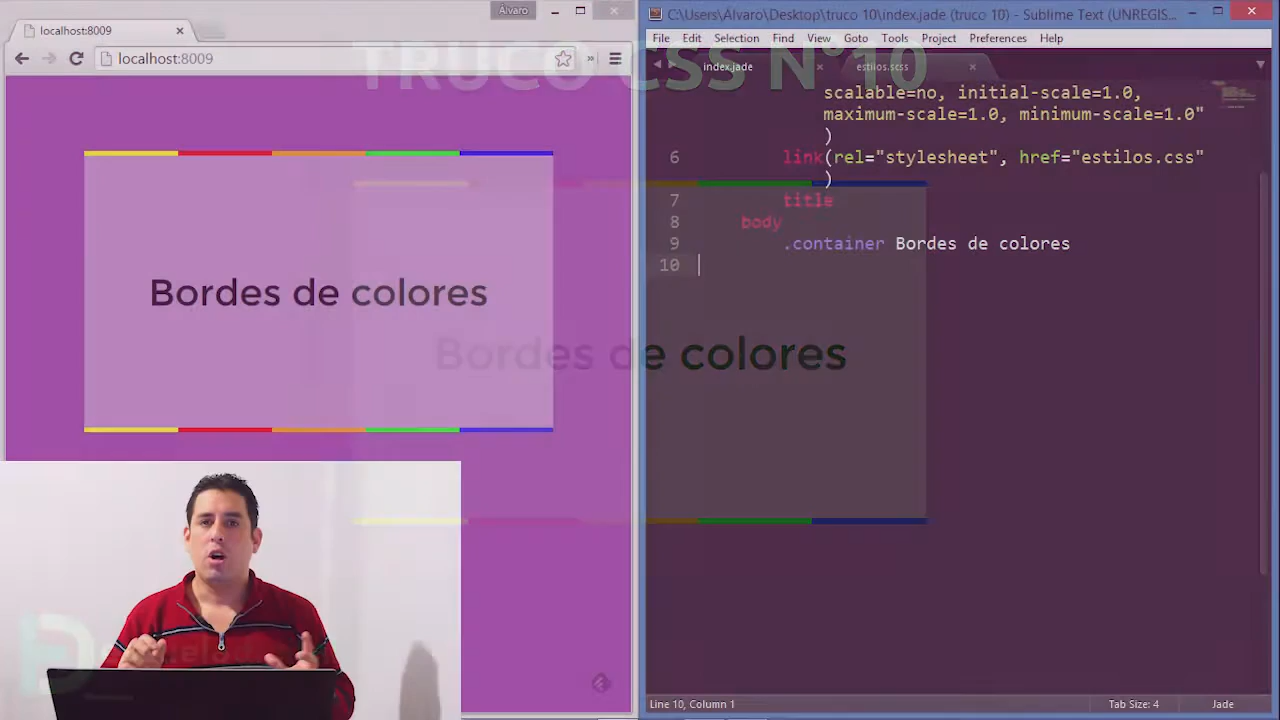 Álvaro
localhost:8009
localhost:8009
Bordes de colores
TRUCO CSS N°10
Bordes de colores
C:\Users\Álvaro\Desktop\truco 10\index.jade (truco 10) - Sublime Text (UNREGIS...
File Edit Selection Find View Goto Tools Project Preferences Help
index.jade × estilos.scss ×
scalable=no, initial-scale=1.0,
maximum-scale=1.0, minimum-scale=1.0"
)
6 link(rel="stylesheet", href="estilos.css"
)
7 title
8 body
9 .container Bordes de colores
10
Line 10, Column 1 Tab Size: 4 Jade